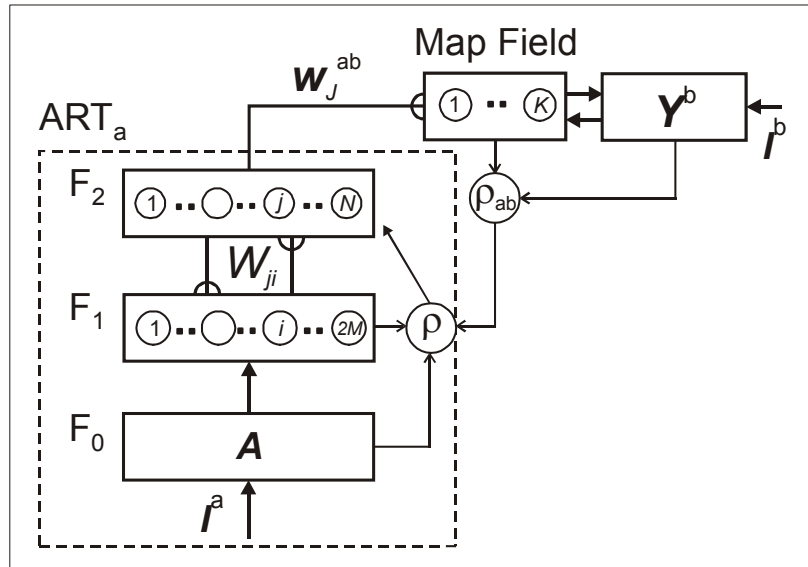 Map Field
w_J^ab
1 ·· K
Y^b
I^b
ART_a
ρ_ab
F_2
1 ·· ·· j ·· N
W_ji
F_1
1 ·· ·· i ·· 2M
ρ
F_0
A
I^a